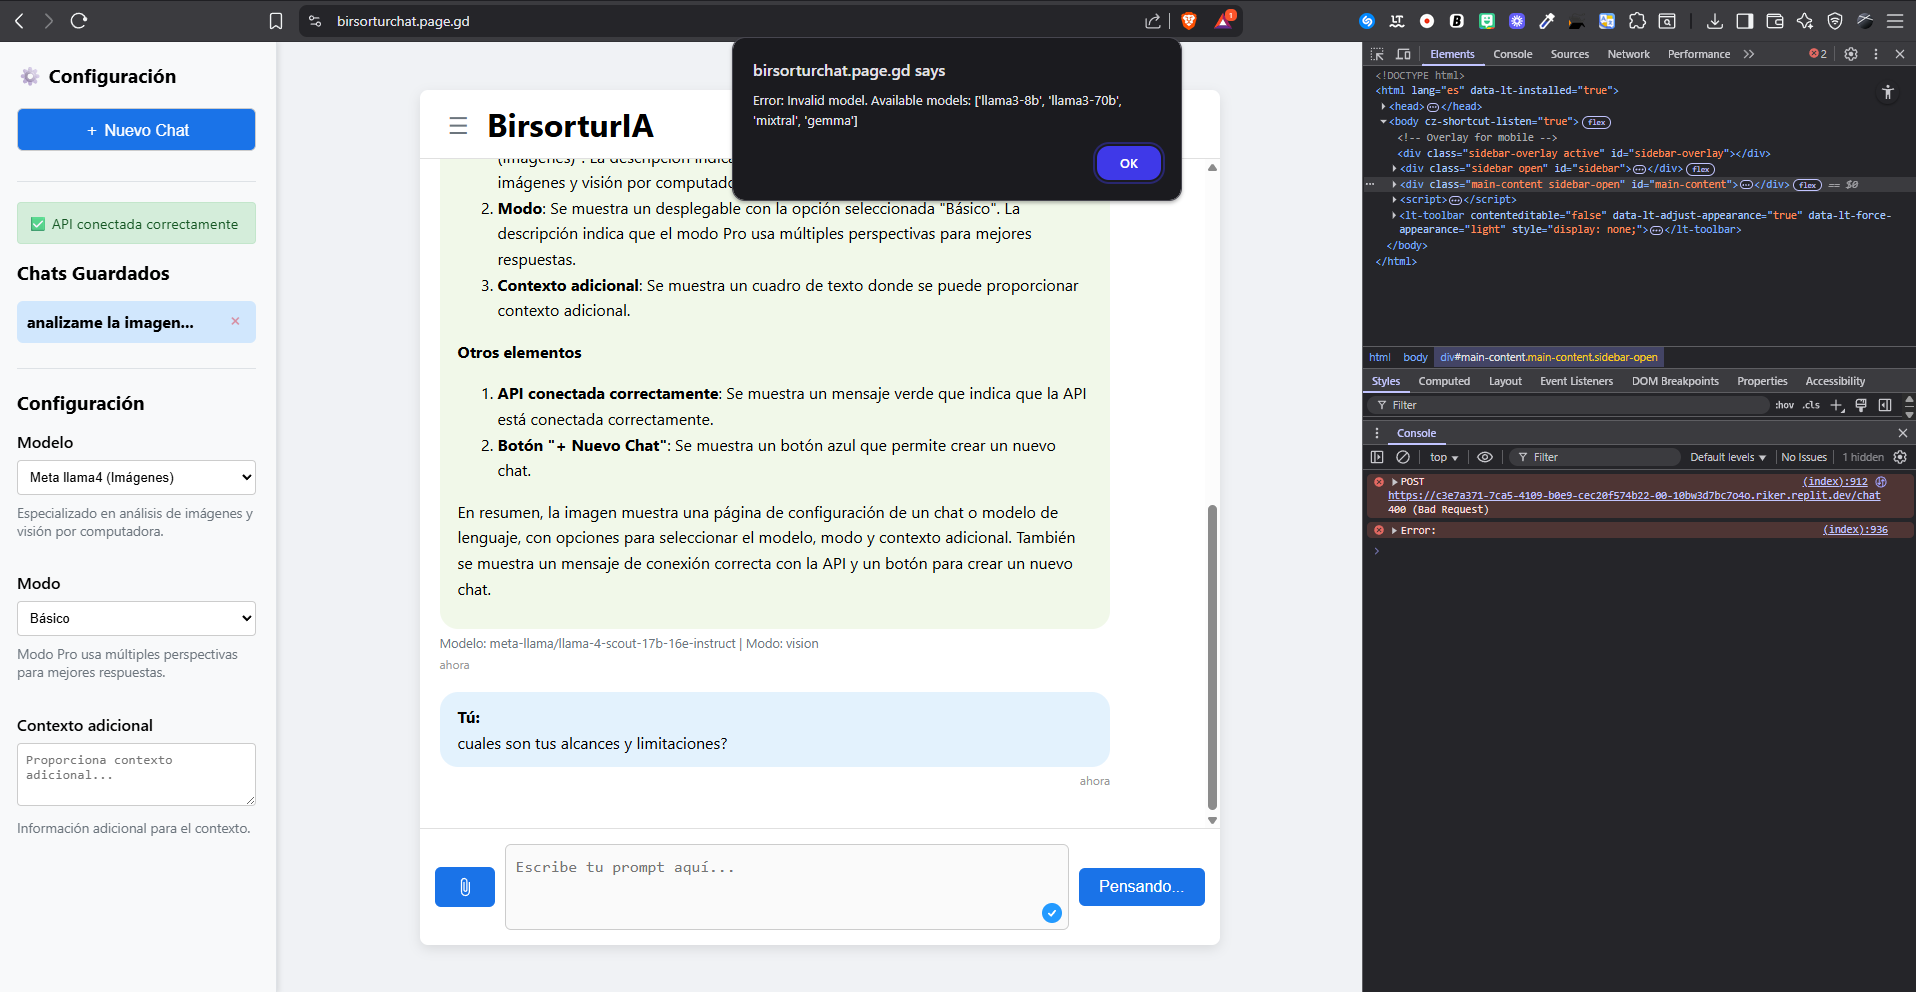 birsorturchat.page.gd
1
Configuración
+ Nuevo Chat
API conectada correctamente
Chats Guardados
analizame la imagen...
×
Configuración
Modelo
Meta llama4 (Imágenes)
Especializado en análisis de imágenes y
visión por computadora.
Modo
Básico
Modo Pro usa múltiples perspectivas
para mejores respuestas.
Contexto adicional
Proporciona contexto
adicional...
Información adicional para el contexto.
birsorturchat.page.gd says
Error: Invalid model. Available models: ['llama3-8b', 'llama3-70b',
'mixtral', 'gemma']
OK
BirsorturIA
(Imágenes)". La descripción indica
imágenes y visión por computado
2. Modo: Se muestra un desplegable con la opción seleccionada "Básico". La
descripción indica que el modo Pro usa múltiples perspectivas para mejores
respuestas.
3. Contexto adicional: Se muestra un cuadro de texto donde se puede proporcionar
contexto adicional.
Otros elementos
1. API conectada correctamente: Se muestra un mensaje verde que indica que la API
está conectada correctamente.
2. Botón "+ Nuevo Chat": Se muestra un botón azul que permite crear un nuevo
chat.
En resumen, la imagen muestra una página de configuración de un chat o modelo de
lenguaje, con opciones para seleccionar el modelo, modo y contexto adicional. También
se muestra un mensaje de conexión correcta con la API y un botón para crear un nuevo
chat.
Modelo: meta-llama/llama-4-scout-17b-16e-instruct | Modo: vision
ahora
Tú:
cuales son tus alcances y limitaciones?
ahora
Escribe tu prompt aquí...
Pensando...
Elements Console Sources Network Performance 2
<!DOCTYPE html>
<html lang="es" data-lt-installed="true">
<head>…</head>
<body cz-shortcut-listen="true"> flex
<!-- Overlay for mobile -->
<div class="sidebar-overlay active" id="sidebar-overlay"></div>
<div class="sidebar open" id="sidebar">…</div> flex
<div class="main-content sidebar-open" id="main-content">…</div> flex == $0
<script>…</script>
<lt-toolbar contenteditable="false" data-lt-adjust-appearance="true" data-lt-force-
appearance="light" style="display: none;">…</lt-toolbar>
</body>
</html>
html body div#main-content.main-content.sidebar-open
Styles Computed Layout Event Listeners DOM Breakpoints Properties Accessibility
Filter :hov .cls
Console
top Filter Default levels No Issues 1 hidden
POST (index):912
https://c3e7a371-7ca5-4109-b0e9-cec20f574b22-00-10bw3d7bc7o4o.riker.replit.dev/chat
400 (Bad Request)
Error: (index):936